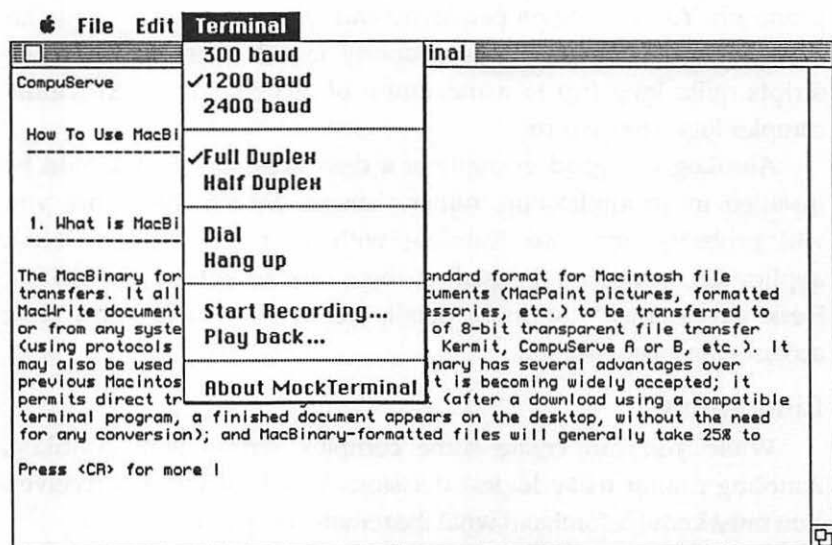 File Edit Terminal
inal
300 baud
✓1200 baud
2400 baud
✓Full Duplex
Half Duplex
Dial
Hang up
Start Recording...
Play back...
About MockTerminal
CompuServe
How To Use MacBi
1. What is MacBi
The MacBinary for ndard format for Macintosh file
transfers. It all uments (MacPaint pictures, formatted
MacWrite document essories, etc.) to be transferred to
or from any syste of 8-bit transparent file transfer
(using protocols Kermit, CompuServe A or B, etc.). It
may also be used nary has several advantages over
previous Macintos t is becoming widely accepted; it
permits direct tr t (after a download using a compatible
terminal program, a finished document appears on the desktop, without the need
for any conversion); and MacBinary-formatted files will generally take 25% to
Press <CR> for more